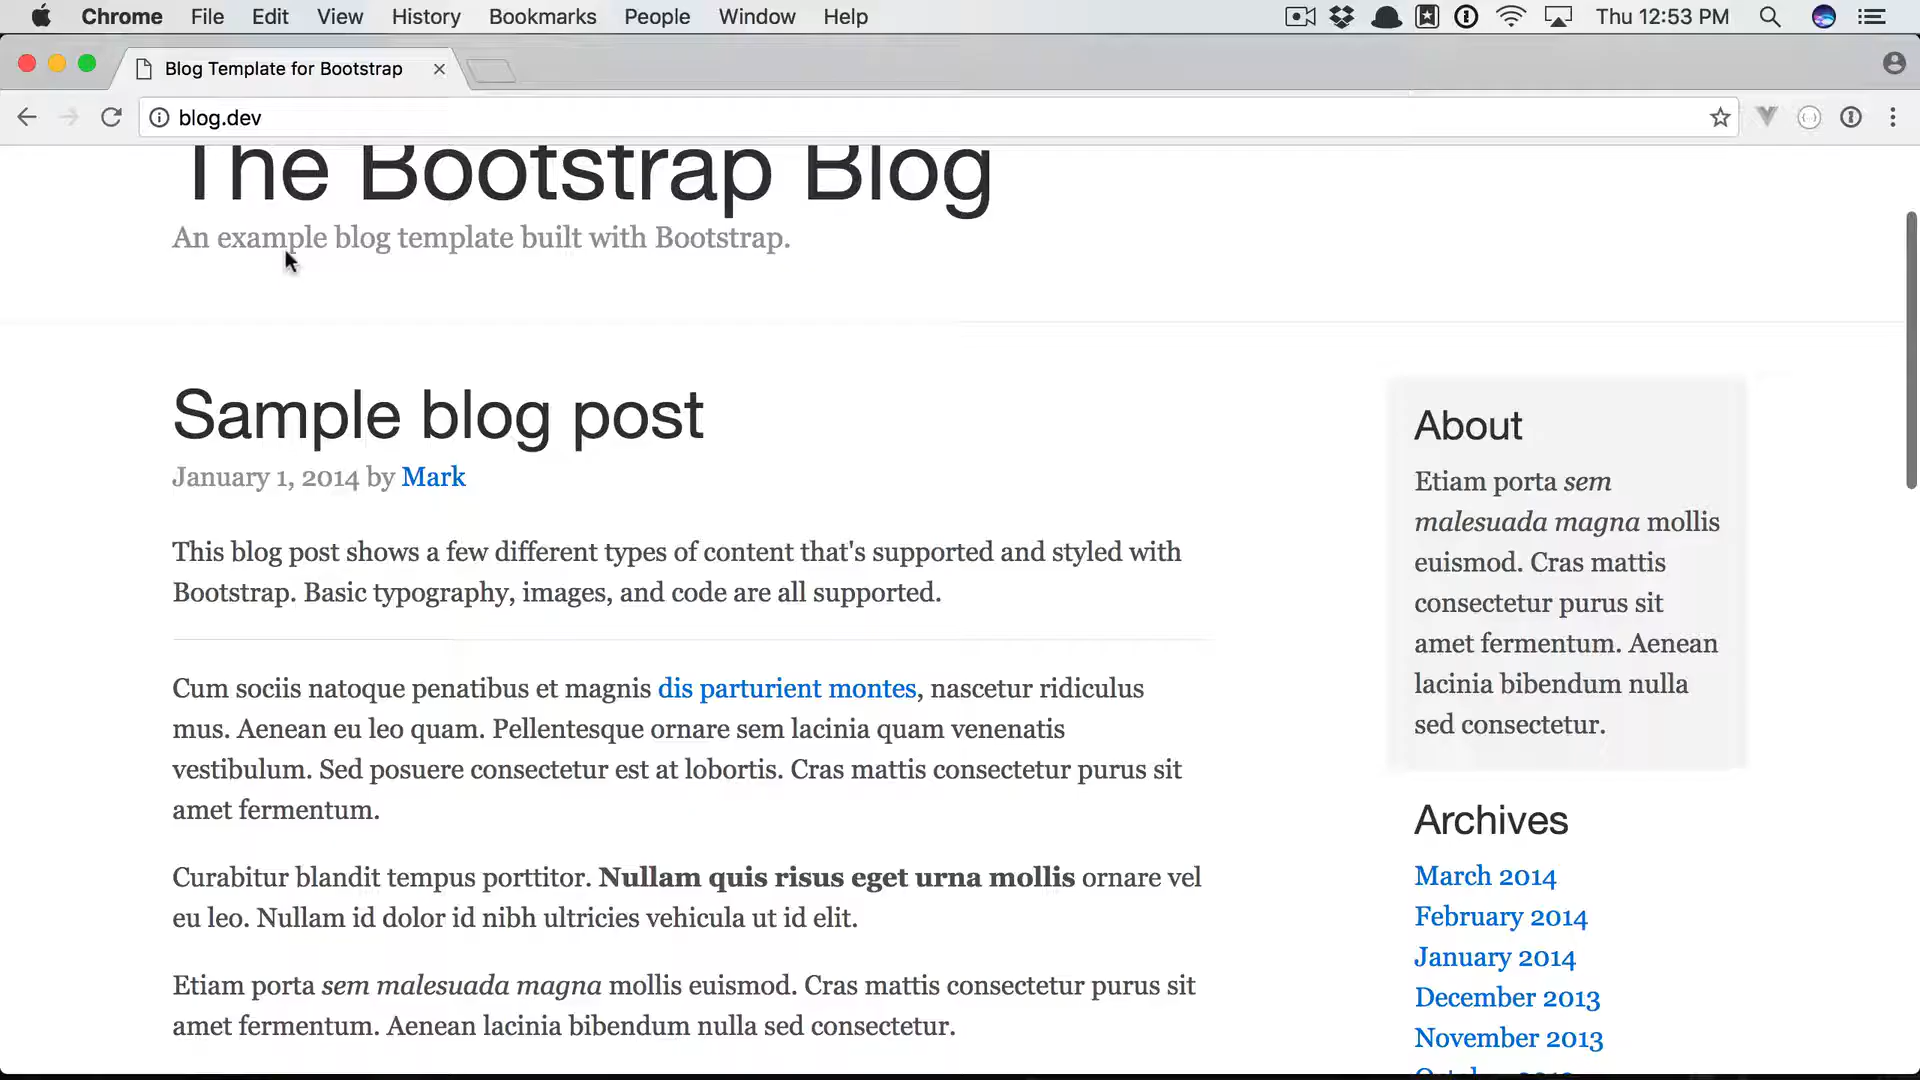 Chrome File Edit View History Bookmarks People Window Help Thu 12:53 PM
Blog Template for Bootstrap
blog.dev
The Bootstrap Blog
An example blog template built with Bootstrap.
Sample blog post
January 1, 2014 by Mark
This blog post shows a few different types of content that's supported and styled with
Bootstrap. Basic typography, images, and code are all supported.
Cum sociis natoque penatibus et magnis dis parturient montes, nascetur ridiculus
mus. Aenean eu leo quam. Pellentesque ornare sem lacinia quam venenatis
vestibulum. Sed posuere consectetur est at lobortis. Cras mattis consectetur purus sit
amet fermentum.
Curabitur blandit tempus porttitor. Nullam quis risus eget urna mollis ornare vel
eu leo. Nullam id dolor id nibh ultricies vehicula ut id elit.
Etiam porta sem malesuada magna mollis euismod. Cras mattis consectetur purus sit
amet fermentum. Aenean lacinia bibendum nulla sed consectetur.
About
Etiam porta sem
malesuada magna mollis
euismod. Cras mattis
consectetur purus sit
amet fermentum. Aenean
lacinia bibendum nulla
sed consectetur.
Archives
March 2014
February 2014
January 2014
December 2013
November 2013